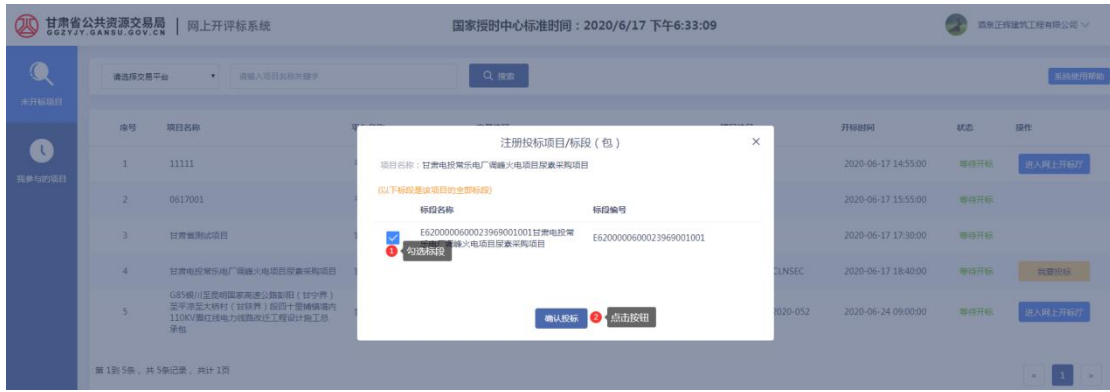 甘肃省公共资源交易局
GGZYJY.GANSU.GOV.CN
网上开评标系统
国家授时中心标准时间：2020/6/17 下午6:33:09
酒泉正辉建筑工程有限公司
未开标项目
我参与的项目
请选择交易平台
请输入项目名称关键字
搜索
系统使用帮助
序号 项目名称 开标时间 状态 操作
1 11111 2020-06-17 14:55:00 等待开标 进入网上开标厅
2 0617001 2020-06-17 15:55:00 等待开标
3 甘肃省测试项目 2020-06-17 17:30:00 等待开标
4 甘肃电投常乐电厂调峰火电项目尿素采购项目 CLNSEC 2020-06-17 18:40:00 等待开标 我要投标
5 G85银川至昆明国家高速公路彭阳（甘宁界）
至平凉至大桥村（甘陕界）段四十里铺镇境内
110KV 线电力线路改迁工程设计施工总
承包
2020-052 2020-06-24 09:00:00 等待开标 进入网上开标厅
注册投标项目/标段（包） ×
项目名称：甘肃电投常乐电厂调峰火电项目尿素采购项目
(以下标段是该项目的全部标段)
标段名称 标段编号
E6200000600023969001001甘肃电投常
乐电厂调峰火电项目尿素采购项目
E6200000600023969001001
1 勾选标段
确认投标
2 点击按钮
第 1到 5条，共 5条记录，共计 1页
« 1 »